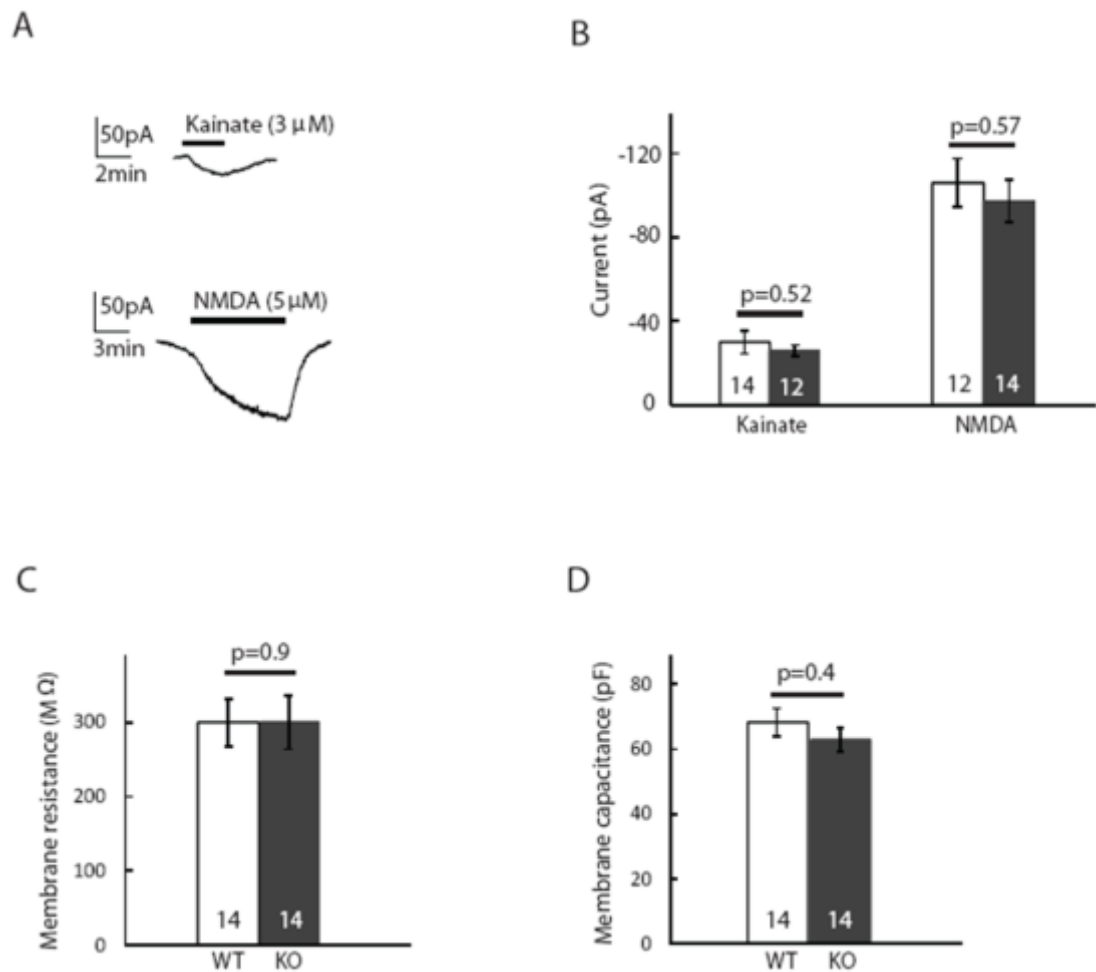 A
50pA
2min
Kainate (3 μM)
50pA
3min
NMDA (5 μM)
B
Current (pA)
-120
-80
-40
0
p=0.52
p=0.57
14
12
12
14
Kainate
NMDA
C
Membrane resistance (M Ω)
300
200
100
0
p=0.9
14
14
WT
KO
D
Membrane capacitance (pF)
80
60
40
20
0
p=0.4
14
14
WT
KO